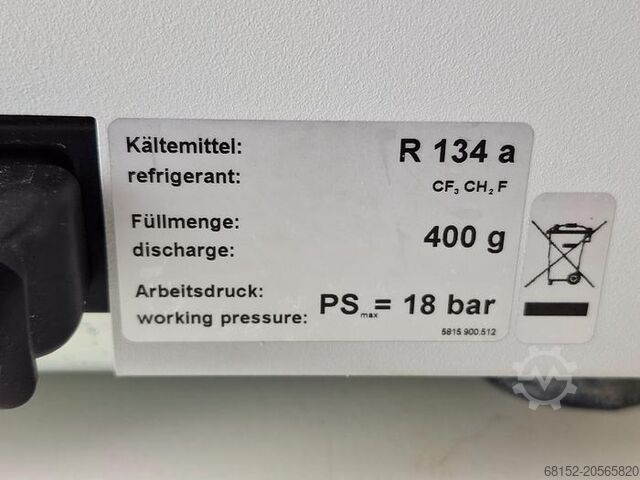 Kältemittel: R 134 a
refrigerant: CF₃ CH₂ F
Füllmenge:
discharge: 400 g
Arbeitsdruck:
working pressure: PSmax = 18 bar
5815 900.512
68152-20565820